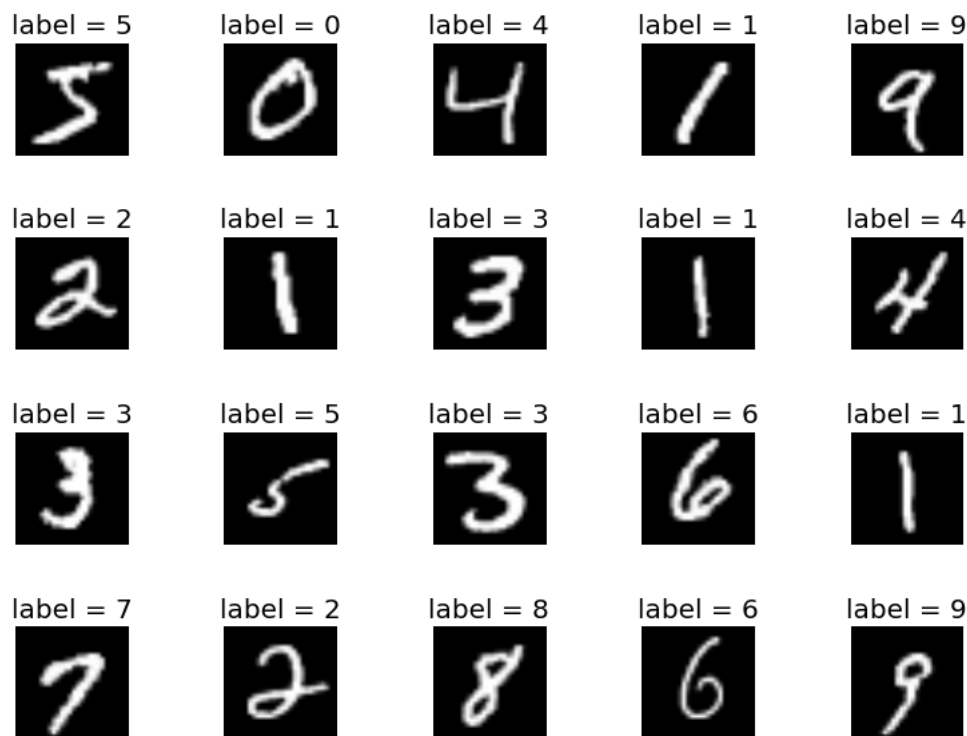 label = 5 label = 0 label = 4 label = 1 label = 9
5 0 4 1 9
label = 2 label = 1 label = 3 label = 1 label = 4
2 1 3 1 4
label = 3 label = 5 label = 3 label = 6 label = 1
3 5 3 6 1
label = 7 label = 2 label = 8 label = 6 label = 9
7 2 8 6 9